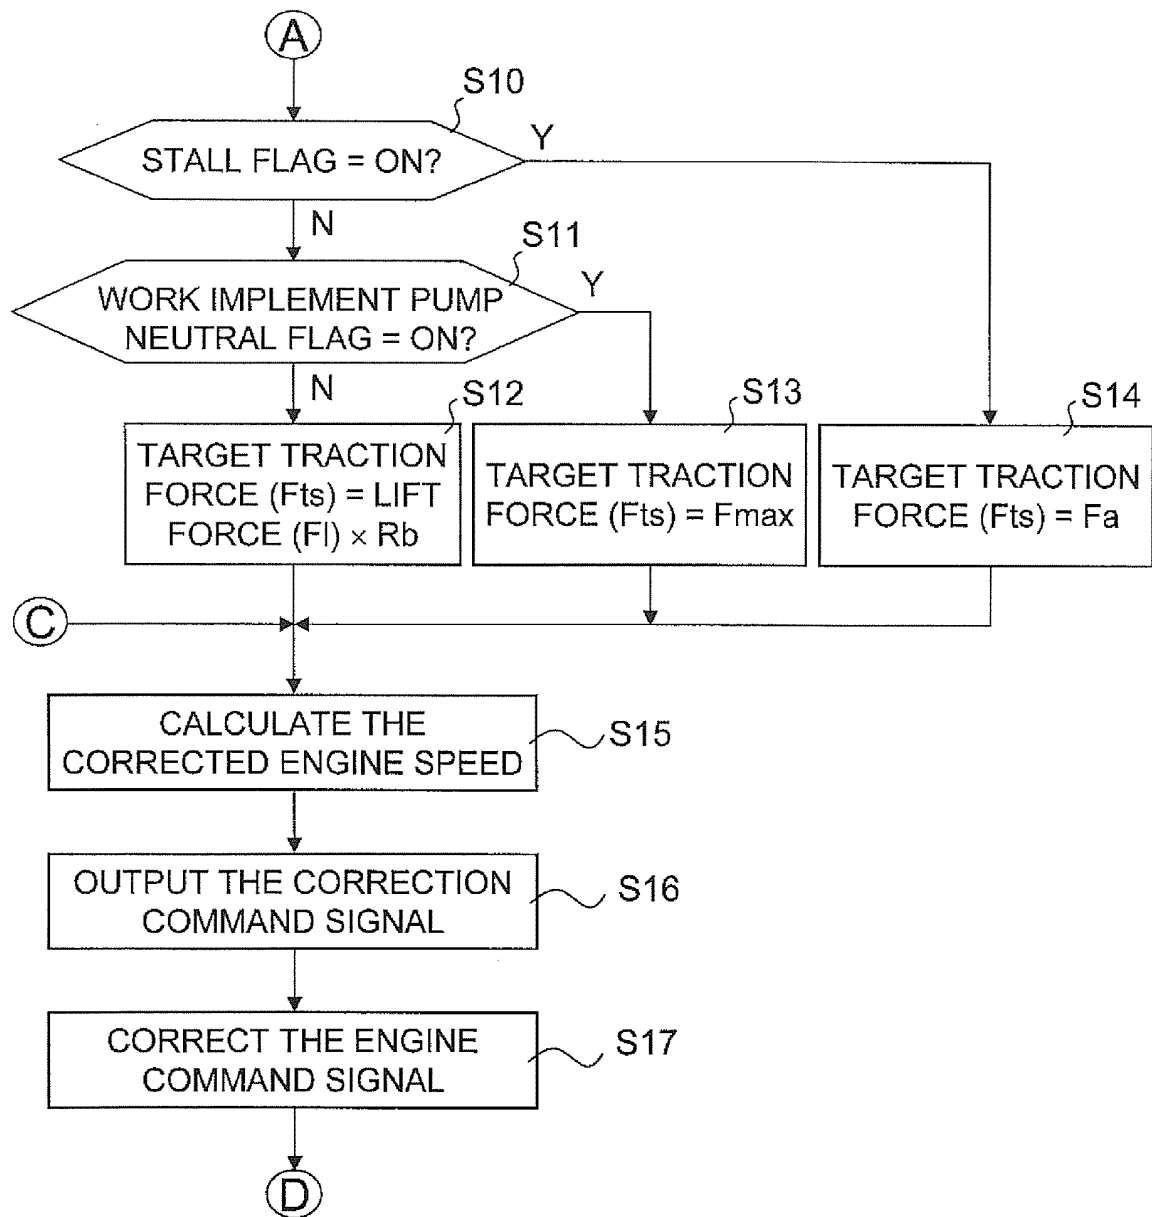 A
S10
STALL FLAG = ON?
Y
N
S11
WORK IMPLEMENT PUMP
NEUTRAL FLAG = ON?
Y
N
S12
TARGET TRACTION
FORCE (Fts) = LIFT
FORCE (Fl) × Rb
S13
TARGET TRACTION
FORCE (Fts) = Fmax
S14
TARGET TRACTION
FORCE (Fts) = Fa
C
CALCULATE THE
CORRECTED ENGINE SPEED
S15
OUTPUT THE CORRECTION
COMMAND SIGNAL
S16
CORRECT THE ENGINE
COMMAND SIGNAL
S17
D